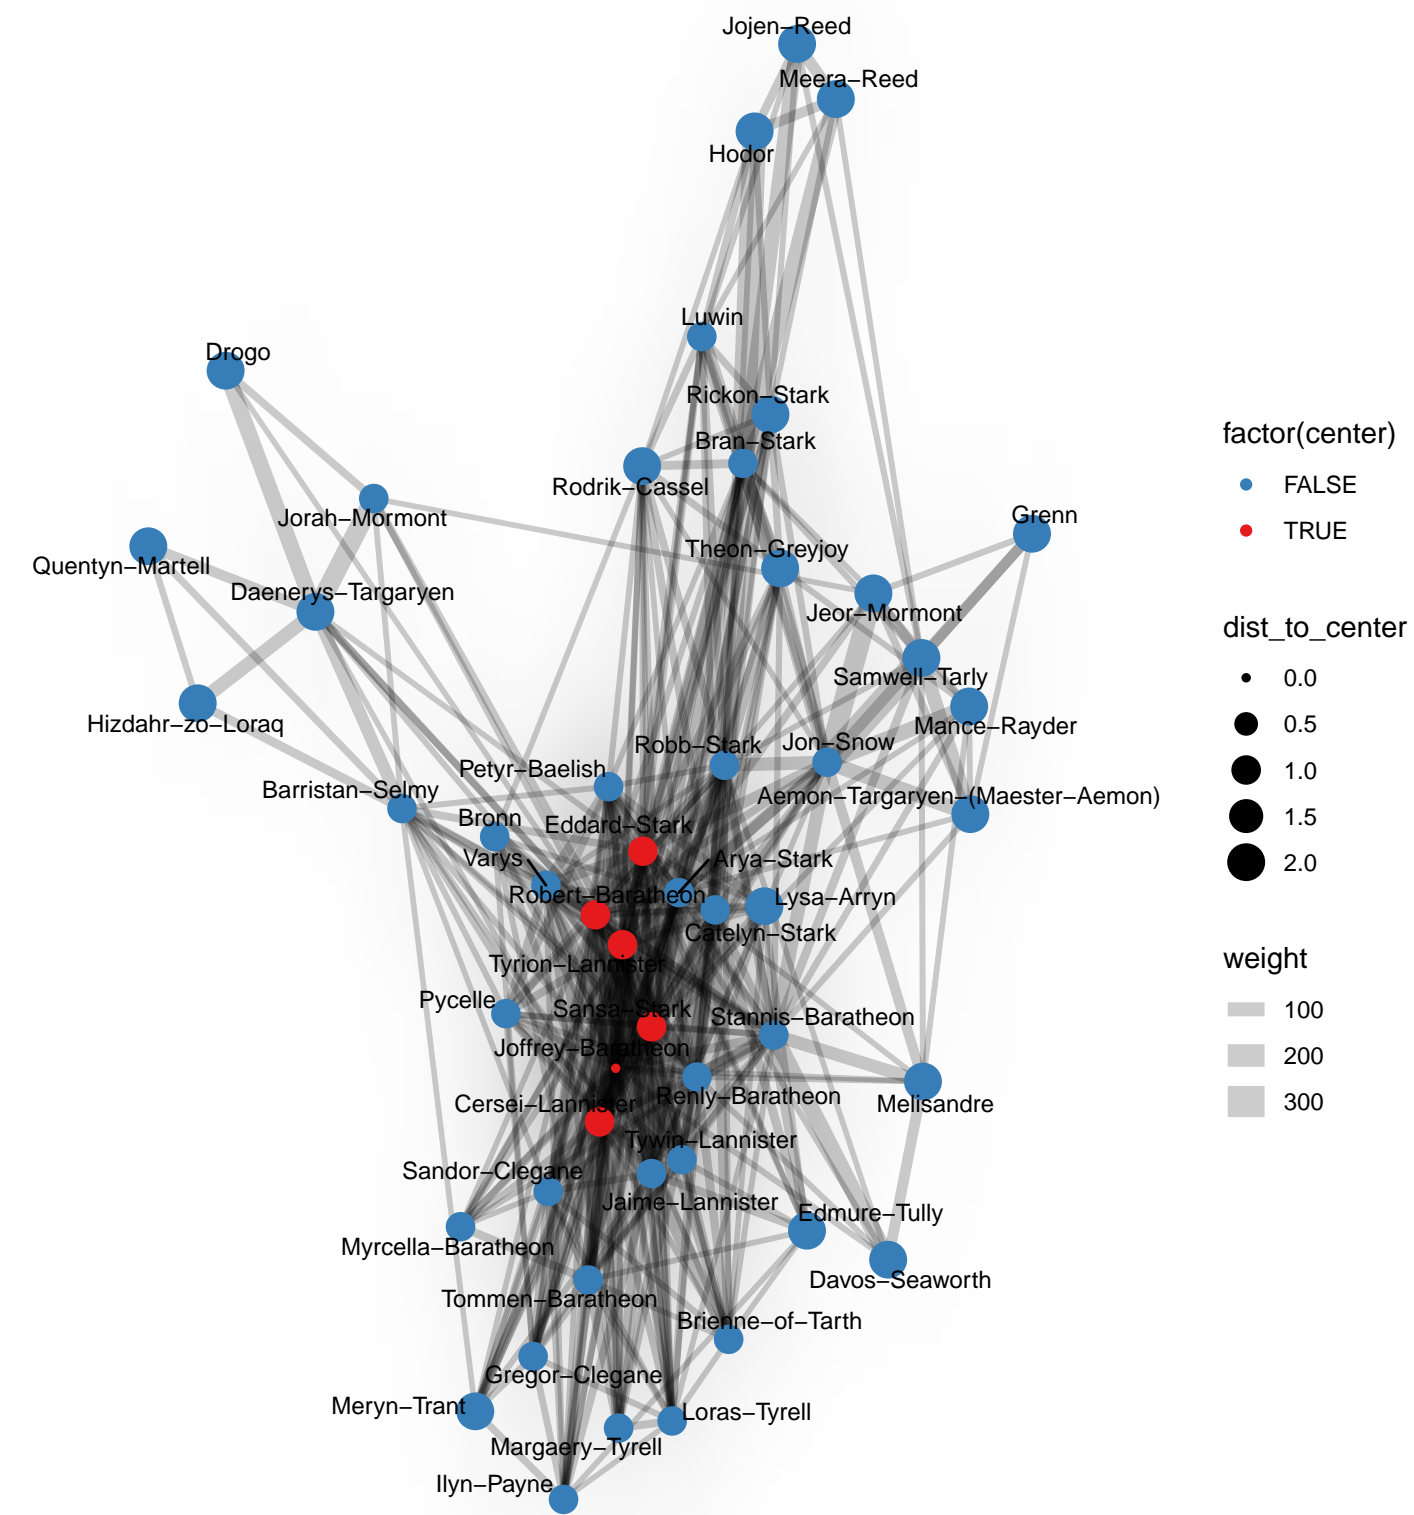 Jojen−Reed
Meera−Reed
Hodor
Luwin
Drogo
Rickon−Stark
Bran−Stark
Rodrik−Cassel
Jorah−Mormont
Grenn
Theon−Greyjoy
Quentyn−Martell
Daenerys−Targaryen
Jeor−Mormont
Samwell−Tarly
Hizdahr−zo−Loraq
Mance−Rayder
Robb−Stark
Jon−Snow
Petyr−Baelish
Barristan−Selmy
Aemon−Targaryen−(Maester−Aemon)
Bronn
Eddard−Stark
Varys
Arya−Stark
Robert−Baratheon
Lysa−Arryn
Catelyn−Stark
Tyrion−Lannister
Pycelle
Sansa−Stark
Stannis−Baratheon
Joffrey−Baratheon
Cersei−Lannister
Renly−Baratheon
Melisandre
Tywin−Lannister
Sandor−Clegane
Jaime−Lannister
Edmure−Tully
Myrcella−Baratheon
Davos−Seaworth
Tommen−Baratheon
Brienne−of−Tarth
Gregor−Clegane
Meryn−Trant
Loras−Tyrell
Margaery−Tyrell
Ilyn−Payne
factor(center)
FALSE
TRUE
dist_to_center
0.0
0.5
1.0
1.5
2.0
weight
100
200
300